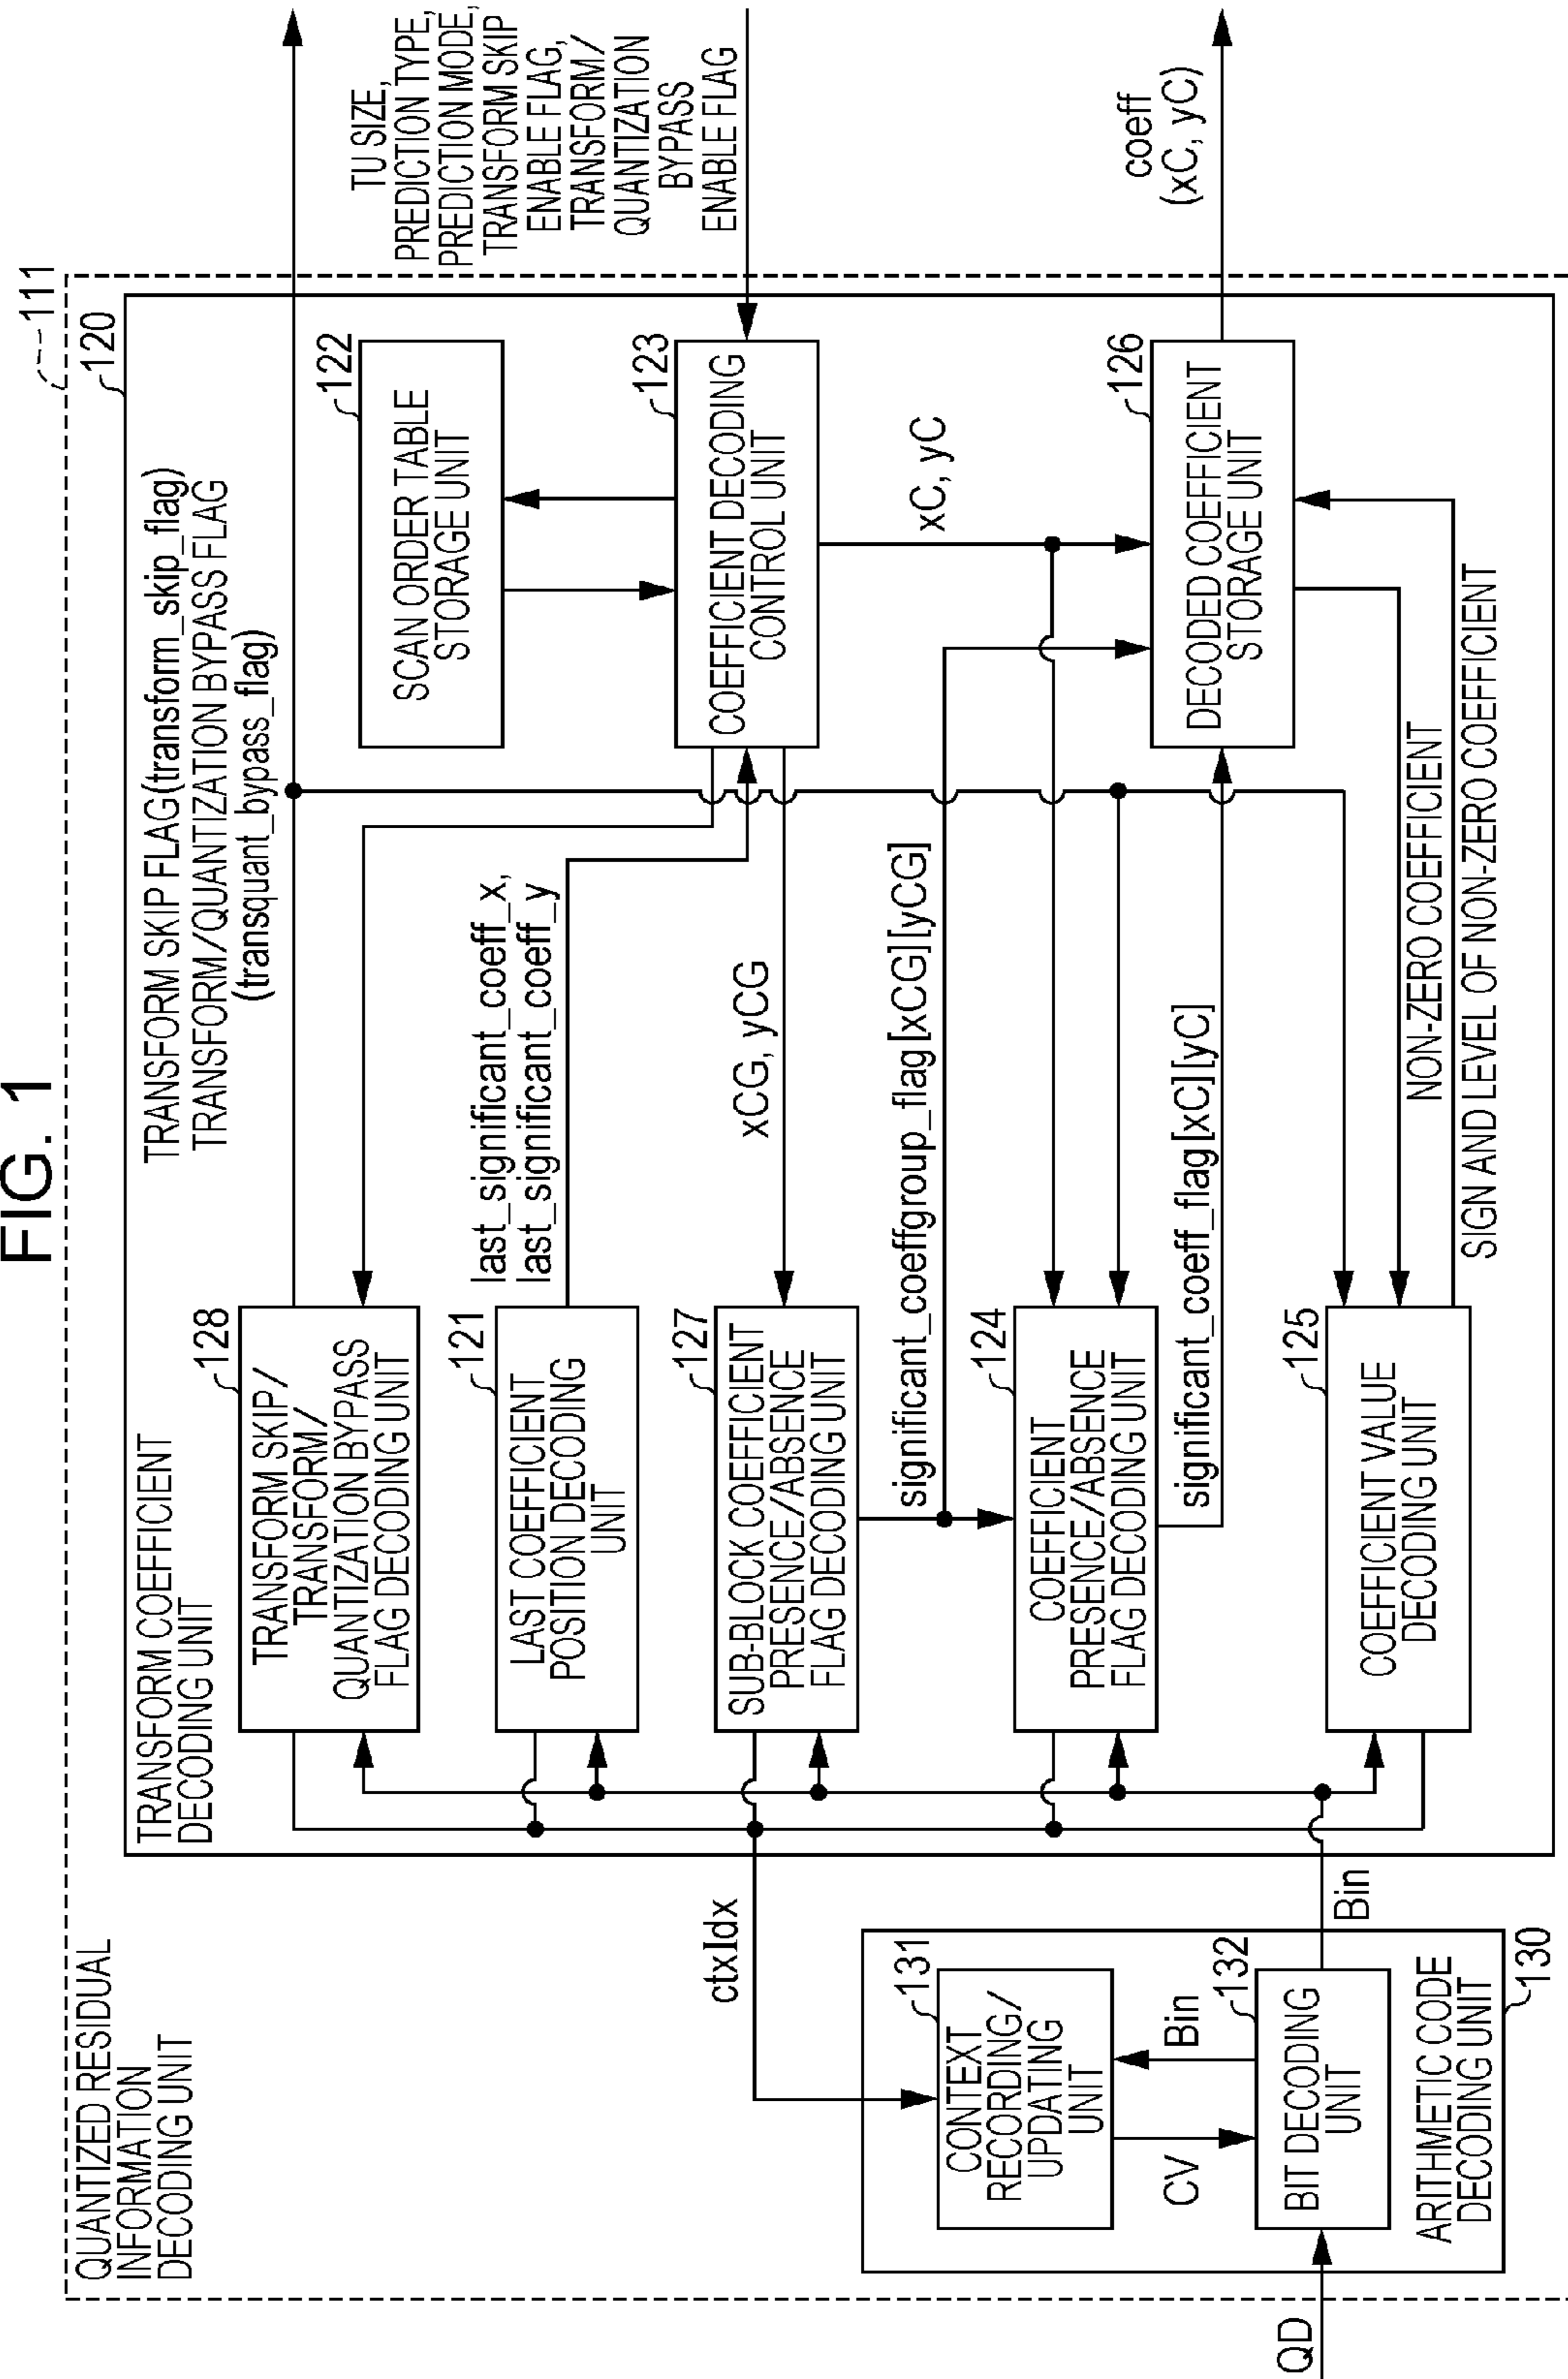 FIG. 1
111
QUANTIZED RESIDUAL
INFORMATION
DECODING UNIT
120
TRANSFORM COEFFICIENT
DECODING UNIT
TRANSFORM SKIP FLAG(transform_skip_flag)
TRANSFORM/QUANTIZATION BYPASS FLAG
(transquant_bypass_flag)
128
TRANSFORM SKIP/
TRANSFORM/
QUANTIZATION BYPASS
FLAG DECODING UNIT
122
SCAN ORDER TABLE
STORAGE UNIT
TU SIZE,
PREDICTION TYPE,
PREDICTION MODE,
TRANSFORM SKIP
ENABLE FLAG,
TRANSFORM/
QUANTIZATION
BYPASS
ENABLE FLAG
121
LAST COEFFICIENT
POSITION DECODING
UNIT
last_significant_coeff_x,
last_significant_coeff_y
123
COEFFICIENT DECODING
CONTROL UNIT
ctxIdx
127
SUB-BLOCK COEFFICIENT
PRESENCE/ABSENCE
FLAG DECODING UNIT
xCG, yCG
xC, yC
significant_coeffgroup_flag[xCG][yCG]
131
CONTEXT
RECORDING/
UPDATING
UNIT
124
COEFFICIENT
PRESENCE/ABSENCE
FLAG DECODING UNIT
significant_coeff_flag[xC][yC]
126
DECODED COEFFICIENT
STORAGE UNIT
coeff
(xC, yC)
CV
Bin
132
BIT DECODING
UNIT
QD
Bin
125
COEFFICIENT VALUE
DECODING UNIT
NON-ZERO COEFFICIENT
SIGN AND LEVEL OF NON-ZERO COEFFICIENT
ARITHMETIC CODE
DECODING UNIT
130